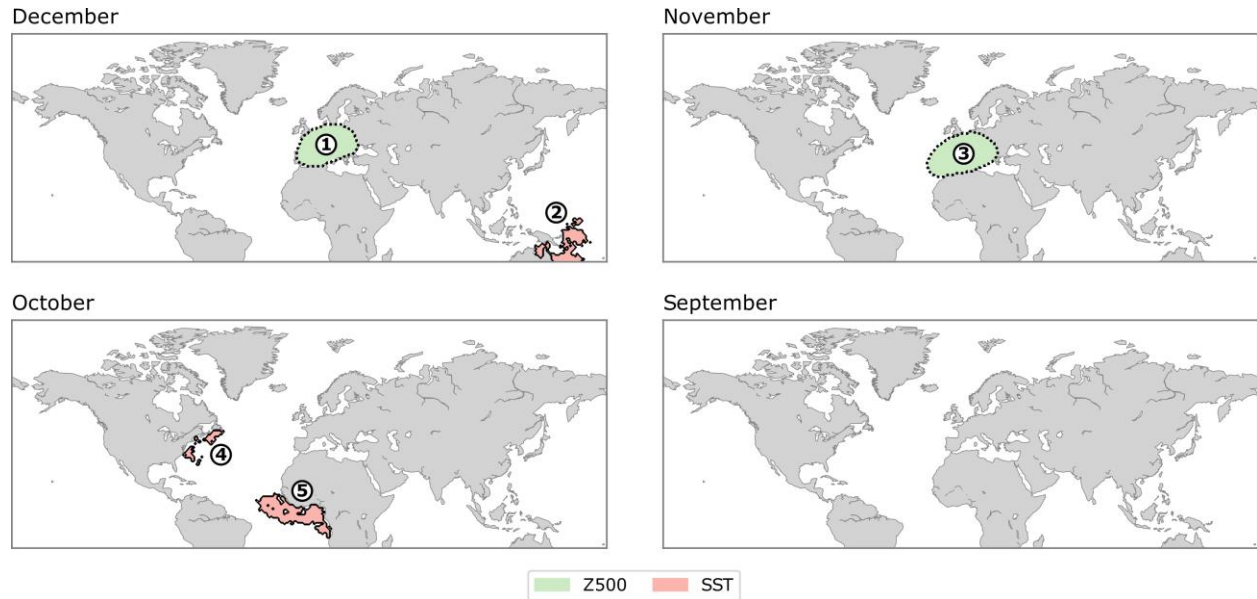 December
November
①
②
③
October
September
④
⑤
Z500 SST